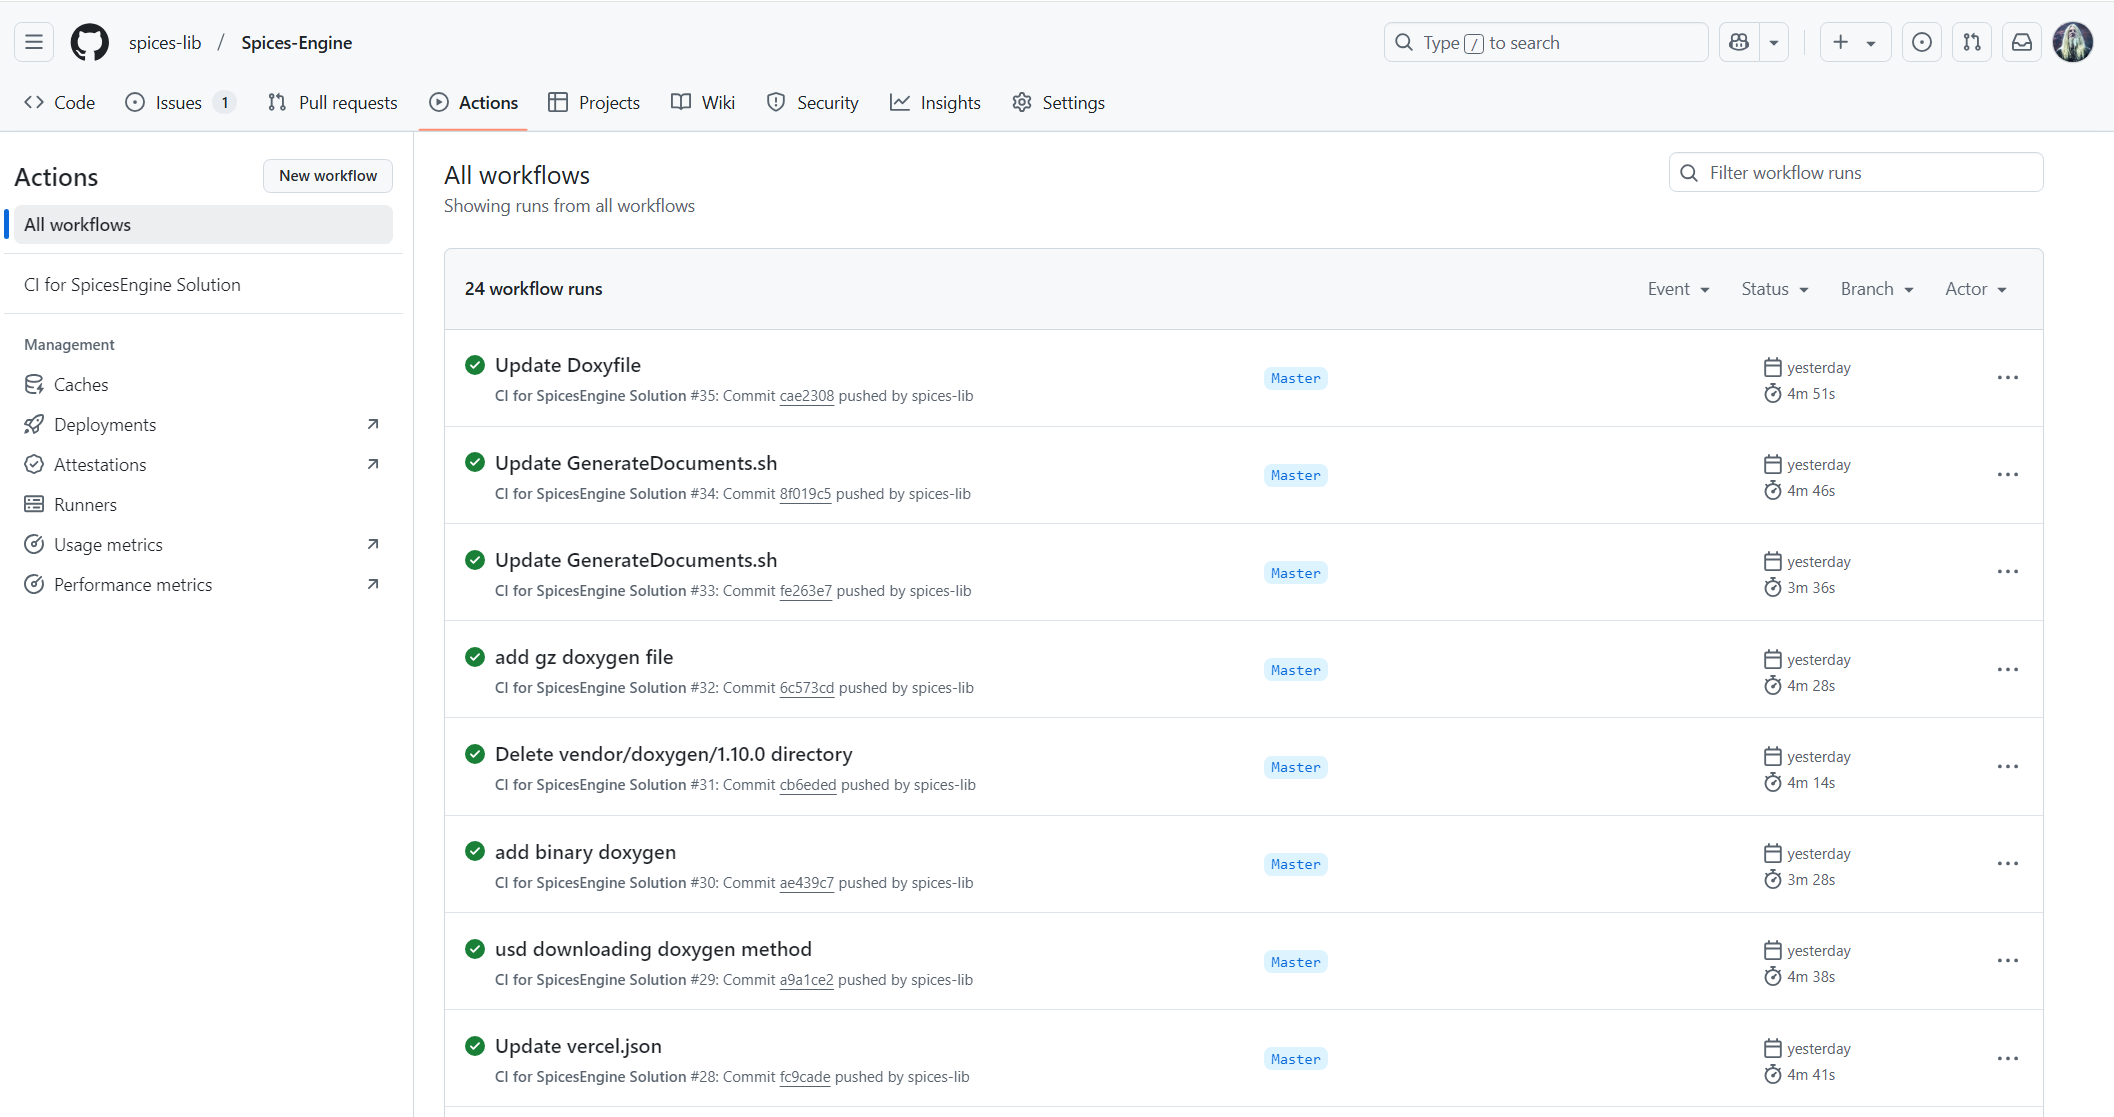 spices-lib / Spices-Engine
Type / to search
Code Issues 1 Pull requests Actions Projects Wiki Security Insights Settings
Actions
New workflow
All workflows
CI for SpicesEngine Solution
Management
Caches
Deployments
Attestations
Runners
Usage metrics
Performance metrics
All workflows
Showing runs from all workflows
Filter workflow runs
24 workflow runs
Event Status Branch Actor
Update Doxyfile
CI for SpicesEngine Solution #35: Commit cae2308 pushed by spices-lib
Master
yesterday
4m 51s
Update GenerateDocuments.sh
CI for SpicesEngine Solution #34: Commit 8f019c5 pushed by spices-lib
Master
yesterday
4m 46s
Update GenerateDocuments.sh
CI for SpicesEngine Solution #33: Commit fe263e7 pushed by spices-lib
Master
yesterday
3m 36s
add gz doxygen file
CI for SpicesEngine Solution #32: Commit 6c573cd pushed by spices-lib
Master
yesterday
4m 28s
Delete vendor/doxygen/1.10.0 directory
CI for SpicesEngine Solution #31: Commit cb6eded pushed by spices-lib
Master
yesterday
4m 14s
add binary doxygen
CI for SpicesEngine Solution #30: Commit ae439c7 pushed by spices-lib
Master
yesterday
3m 28s
usd downloading doxygen method
CI for SpicesEngine Solution #29: Commit a9a1ce2 pushed by spices-lib
Master
yesterday
4m 38s
Update vercel.json
CI for SpicesEngine Solution #28: Commit fc9cade pushed by spices-lib
Master
yesterday
4m 41s